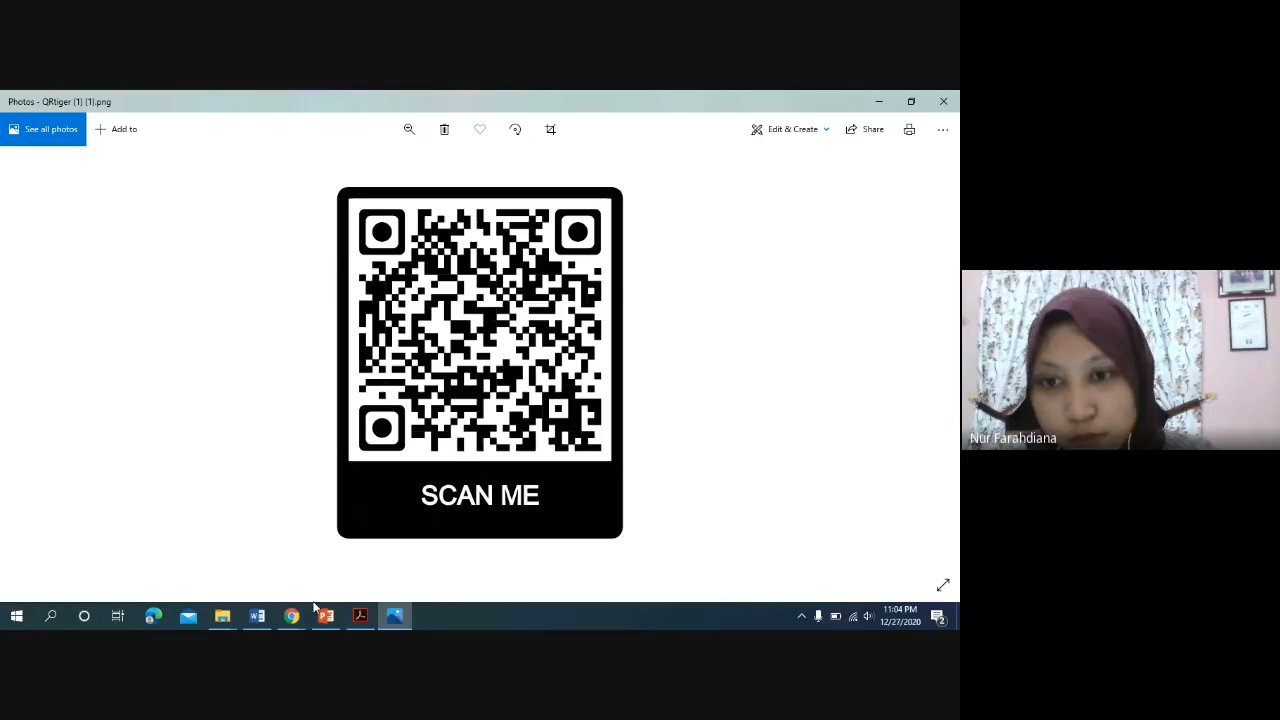 Photos - QRtiger (1) (1).png
See all photos
Add to
Edit & Create
Share
SCAN ME
Nur Farahdiana
11:04 PM
12/27/2020
2